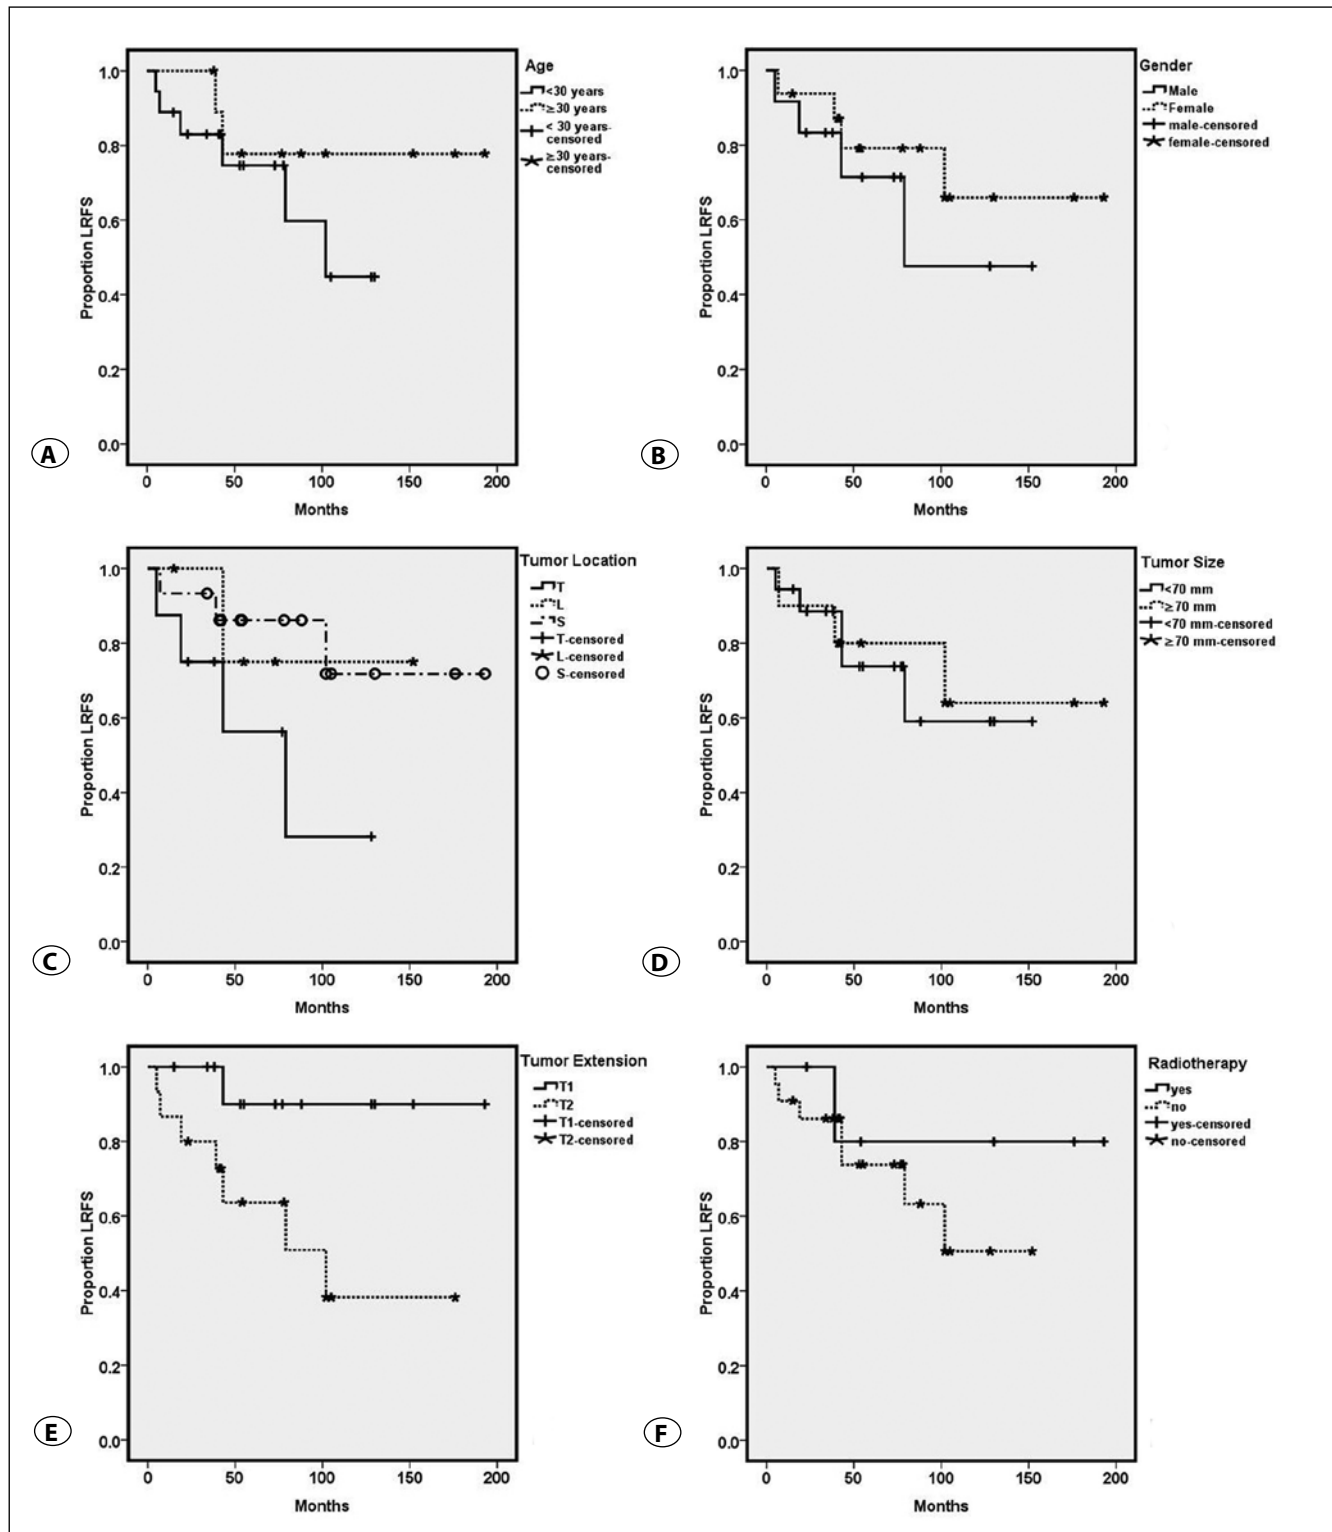 Age
<30 years
≥30 years
< 30 years-
censored
≥30 years-
censored
1.0
0.8
0.6
0.4
0.2
0.0
Proportion LRFS
0 50 100 150 200
Months
A
Gender
Male
Female
male-censored
female-censored
1.0
0.8
0.6
0.4
0.2
0.0
Proportion LRFS
0 50 100 150 200
Months
B
Tumor Location
T
L
S
T-censored
L-censored
S-censored
1.0
0.8
0.6
0.4
0.2
0.0
Proportion LRFS
0 50 100 150 200
Months
C
Tumor Size
<70 mm
≥70 mm
<70 mm-censored
≥70 mm-censored
1.0
0.8
0.6
0.4
0.2
0.0
Proportion LRFS
0 50 100 150 200
Months
D
Tumor Extension
T1
T2
T1-censored
T2-censored
1.0
0.8
0.6
0.4
0.2
0.0
Proportion LRFS
0 50 100 150 200
Months
E
Radiotherapy
yes
no
yes-censored
no-censored
1.0
0.8
0.6
0.4
0.2
0.0
Proportion LRFS
0 50 100 150 200
Months
F